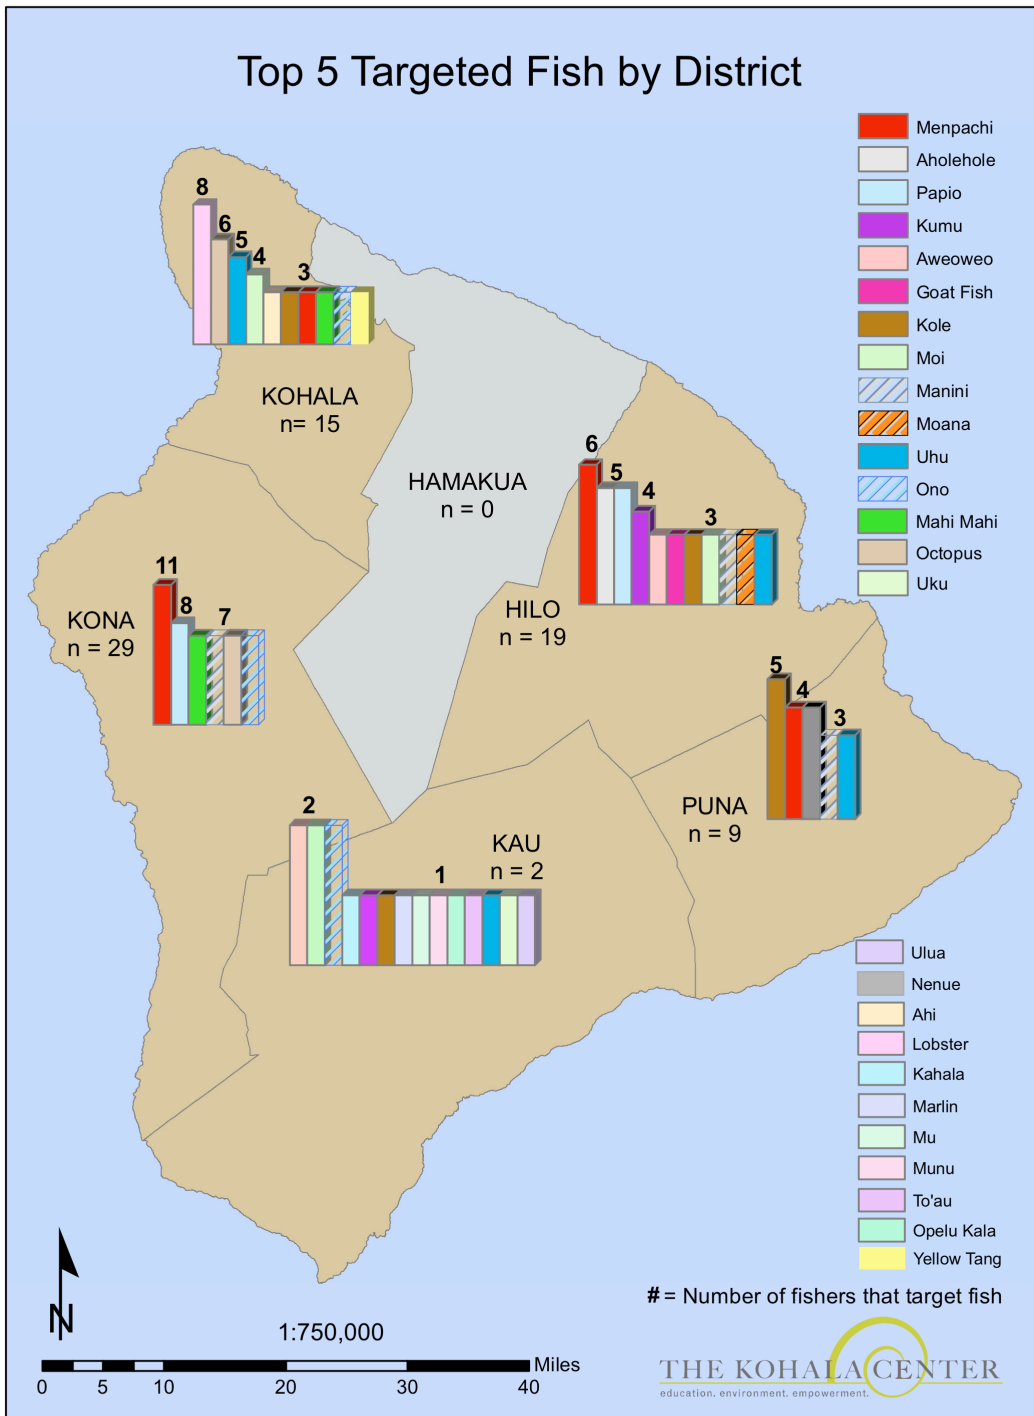 Top 5 Targeted Fish by District
Menpachi
Aholehole
Papio
Kumu
Aweoweo
Goat Fish
Kole
Moi
Manini
Moana
Uhu
Ono
Mahi Mahi
Octopus
Uku
8
6
5
4
3
KOHALA
n= 15
HAMAKUA
n = 0
6
5
4
3
HILO
n = 19
11
8
7
KONA
n = 29
5
4
3
PUNA
n = 9
2
1
KAU
n = 2
Ulua
Nenue
Ahi
Lobster
Kahala
Marlin
Mu
Munu
To'au
Opelu Kala
Yellow Tang
# = Number of fishers that target fish
N
1:750,000
Miles
0 5 10 20 30 40
THE KOHALA CENTER
education. environment. empowerment.